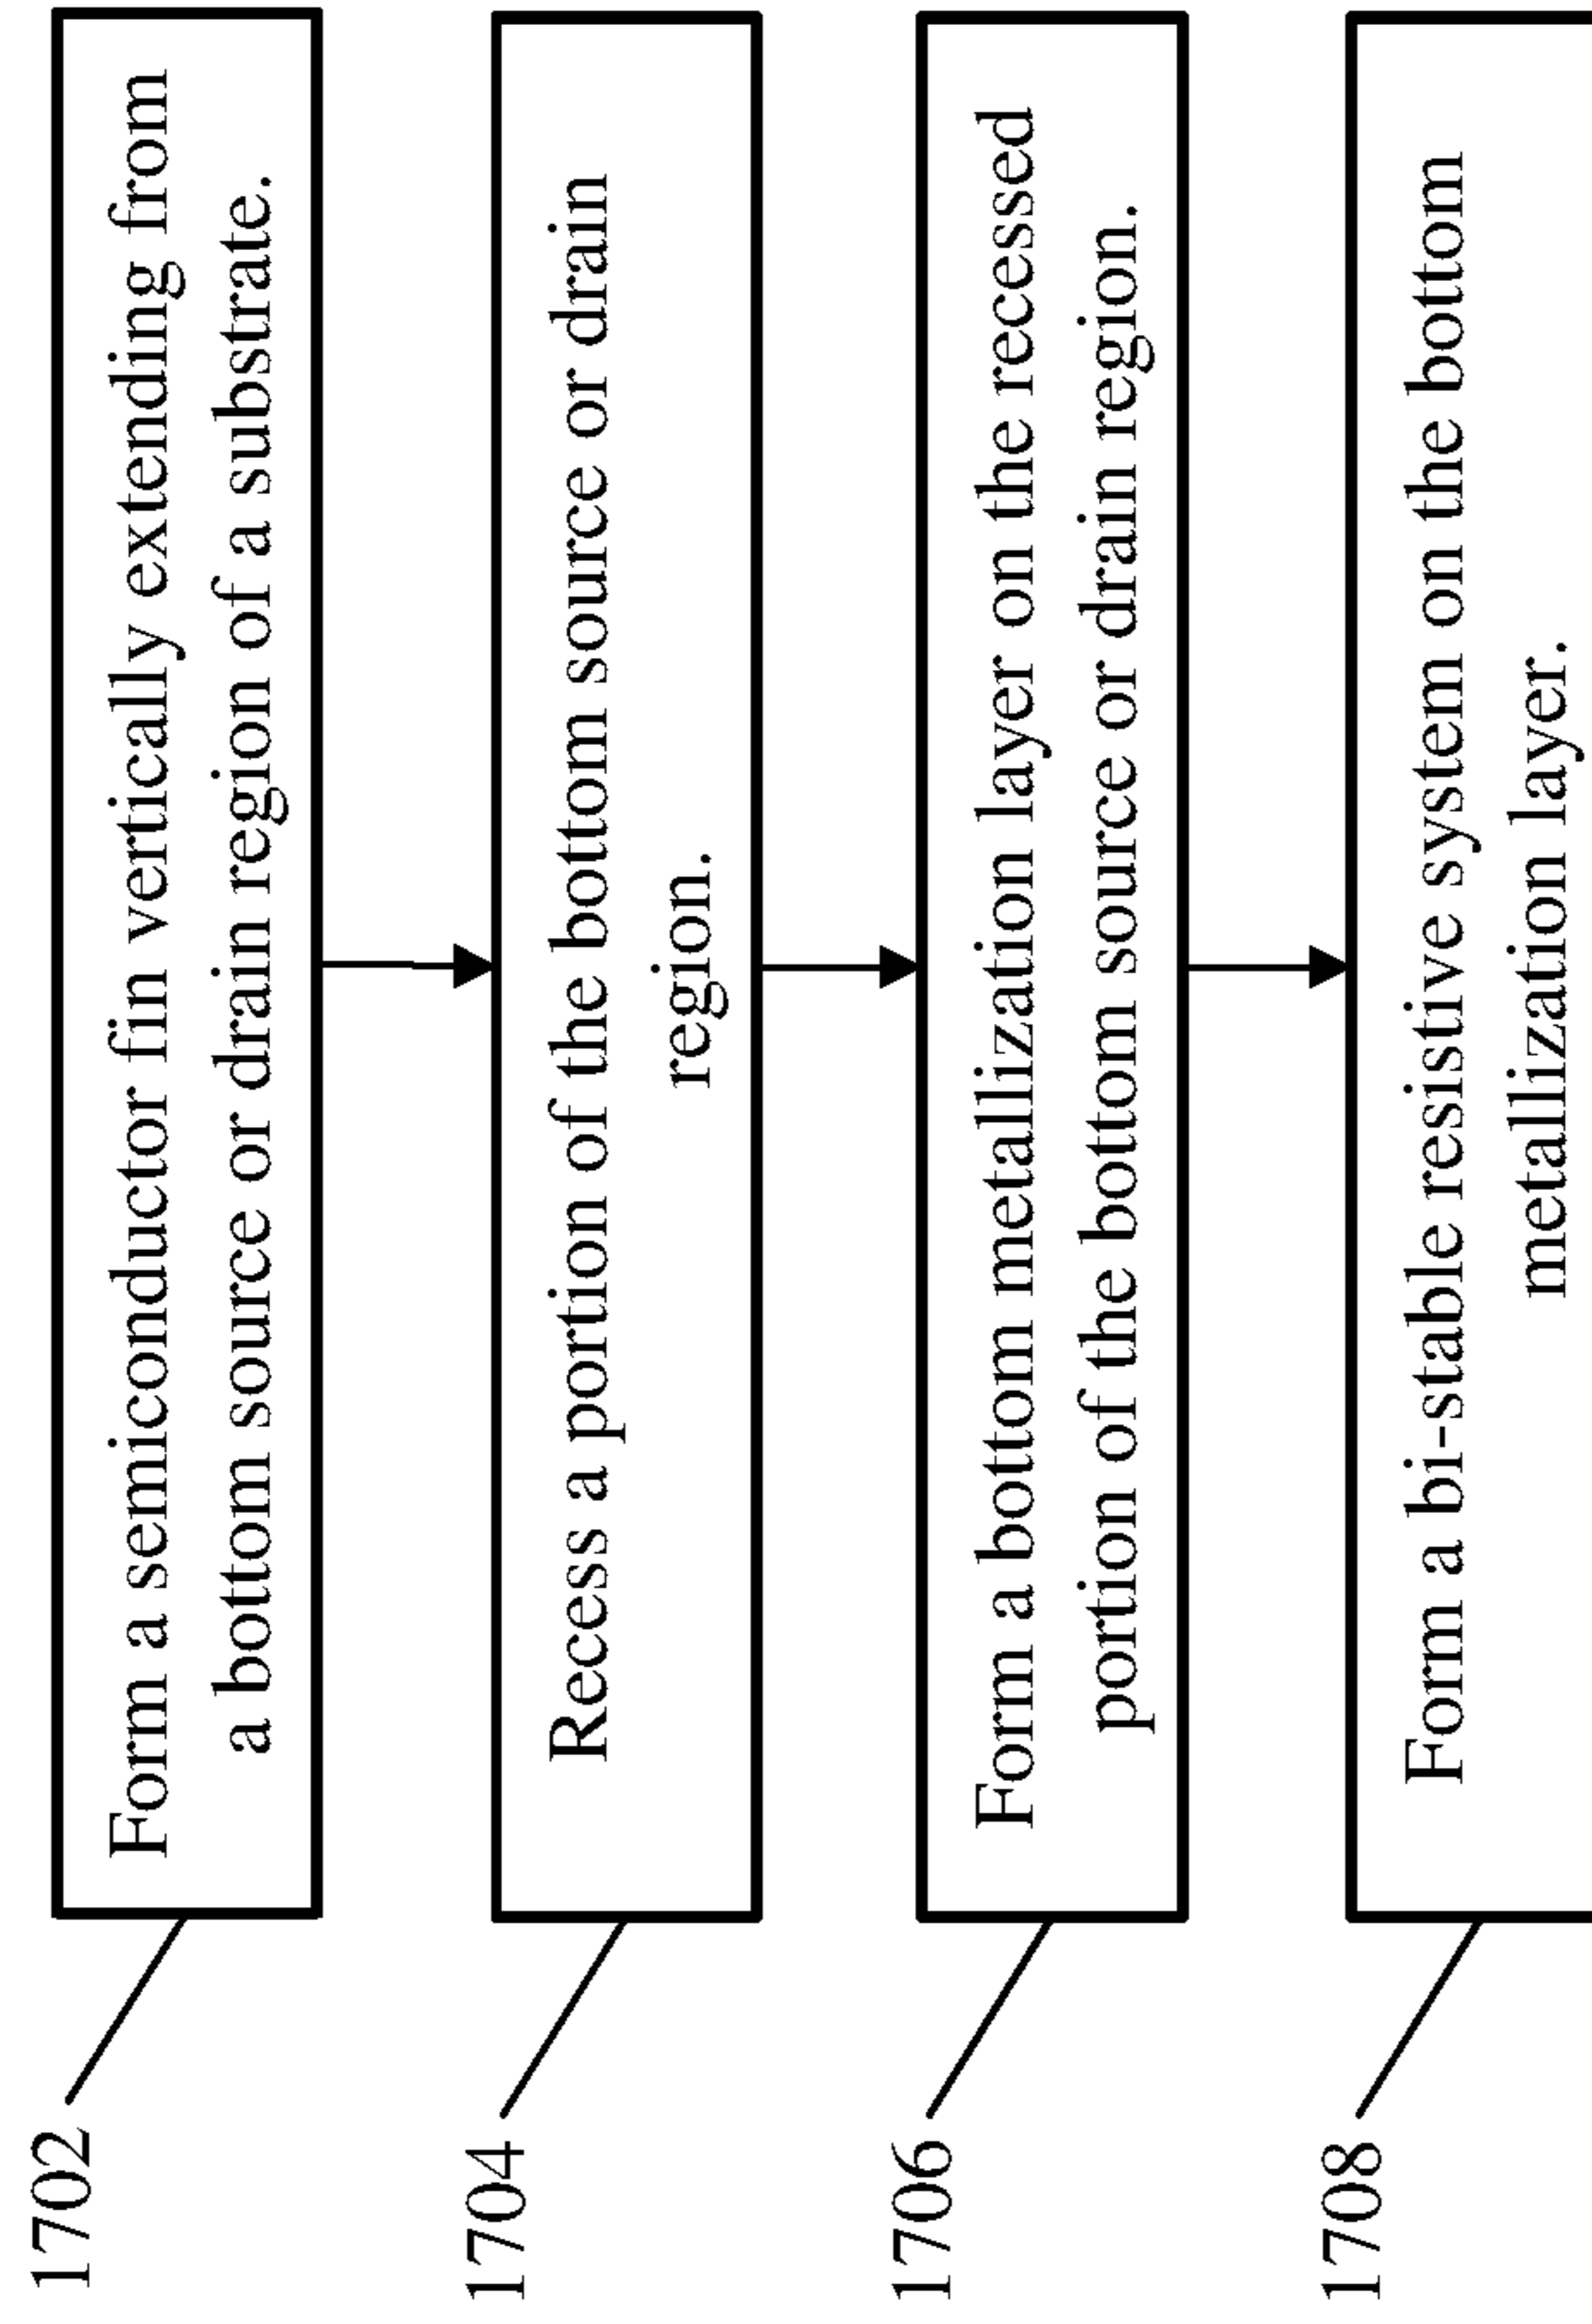 1702
Form a semiconductor fin vertically extending from
a bottom source or drain region of a substrate.
1704
Recess a portion of the bottom source or drain
region.
1706
Form a bottom metallization layer on the recessed
portion of the bottom source or drain region.
1708
Form a bi-stable resistive system on the bottom
metallization layer.